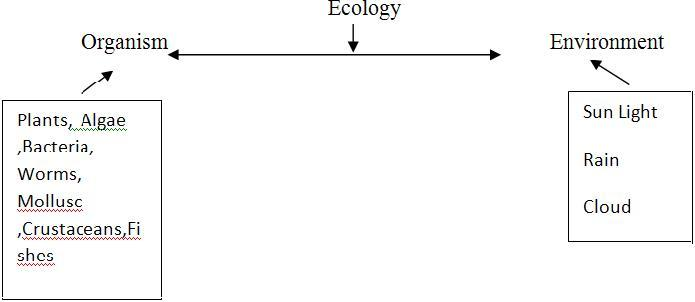 Ecology
Organism
Environment
Plants, Algae
,Bacteria,
Worms,
Mollusc
,Crustaceans,Fi
shes
Sun Light
Rain
Cloud